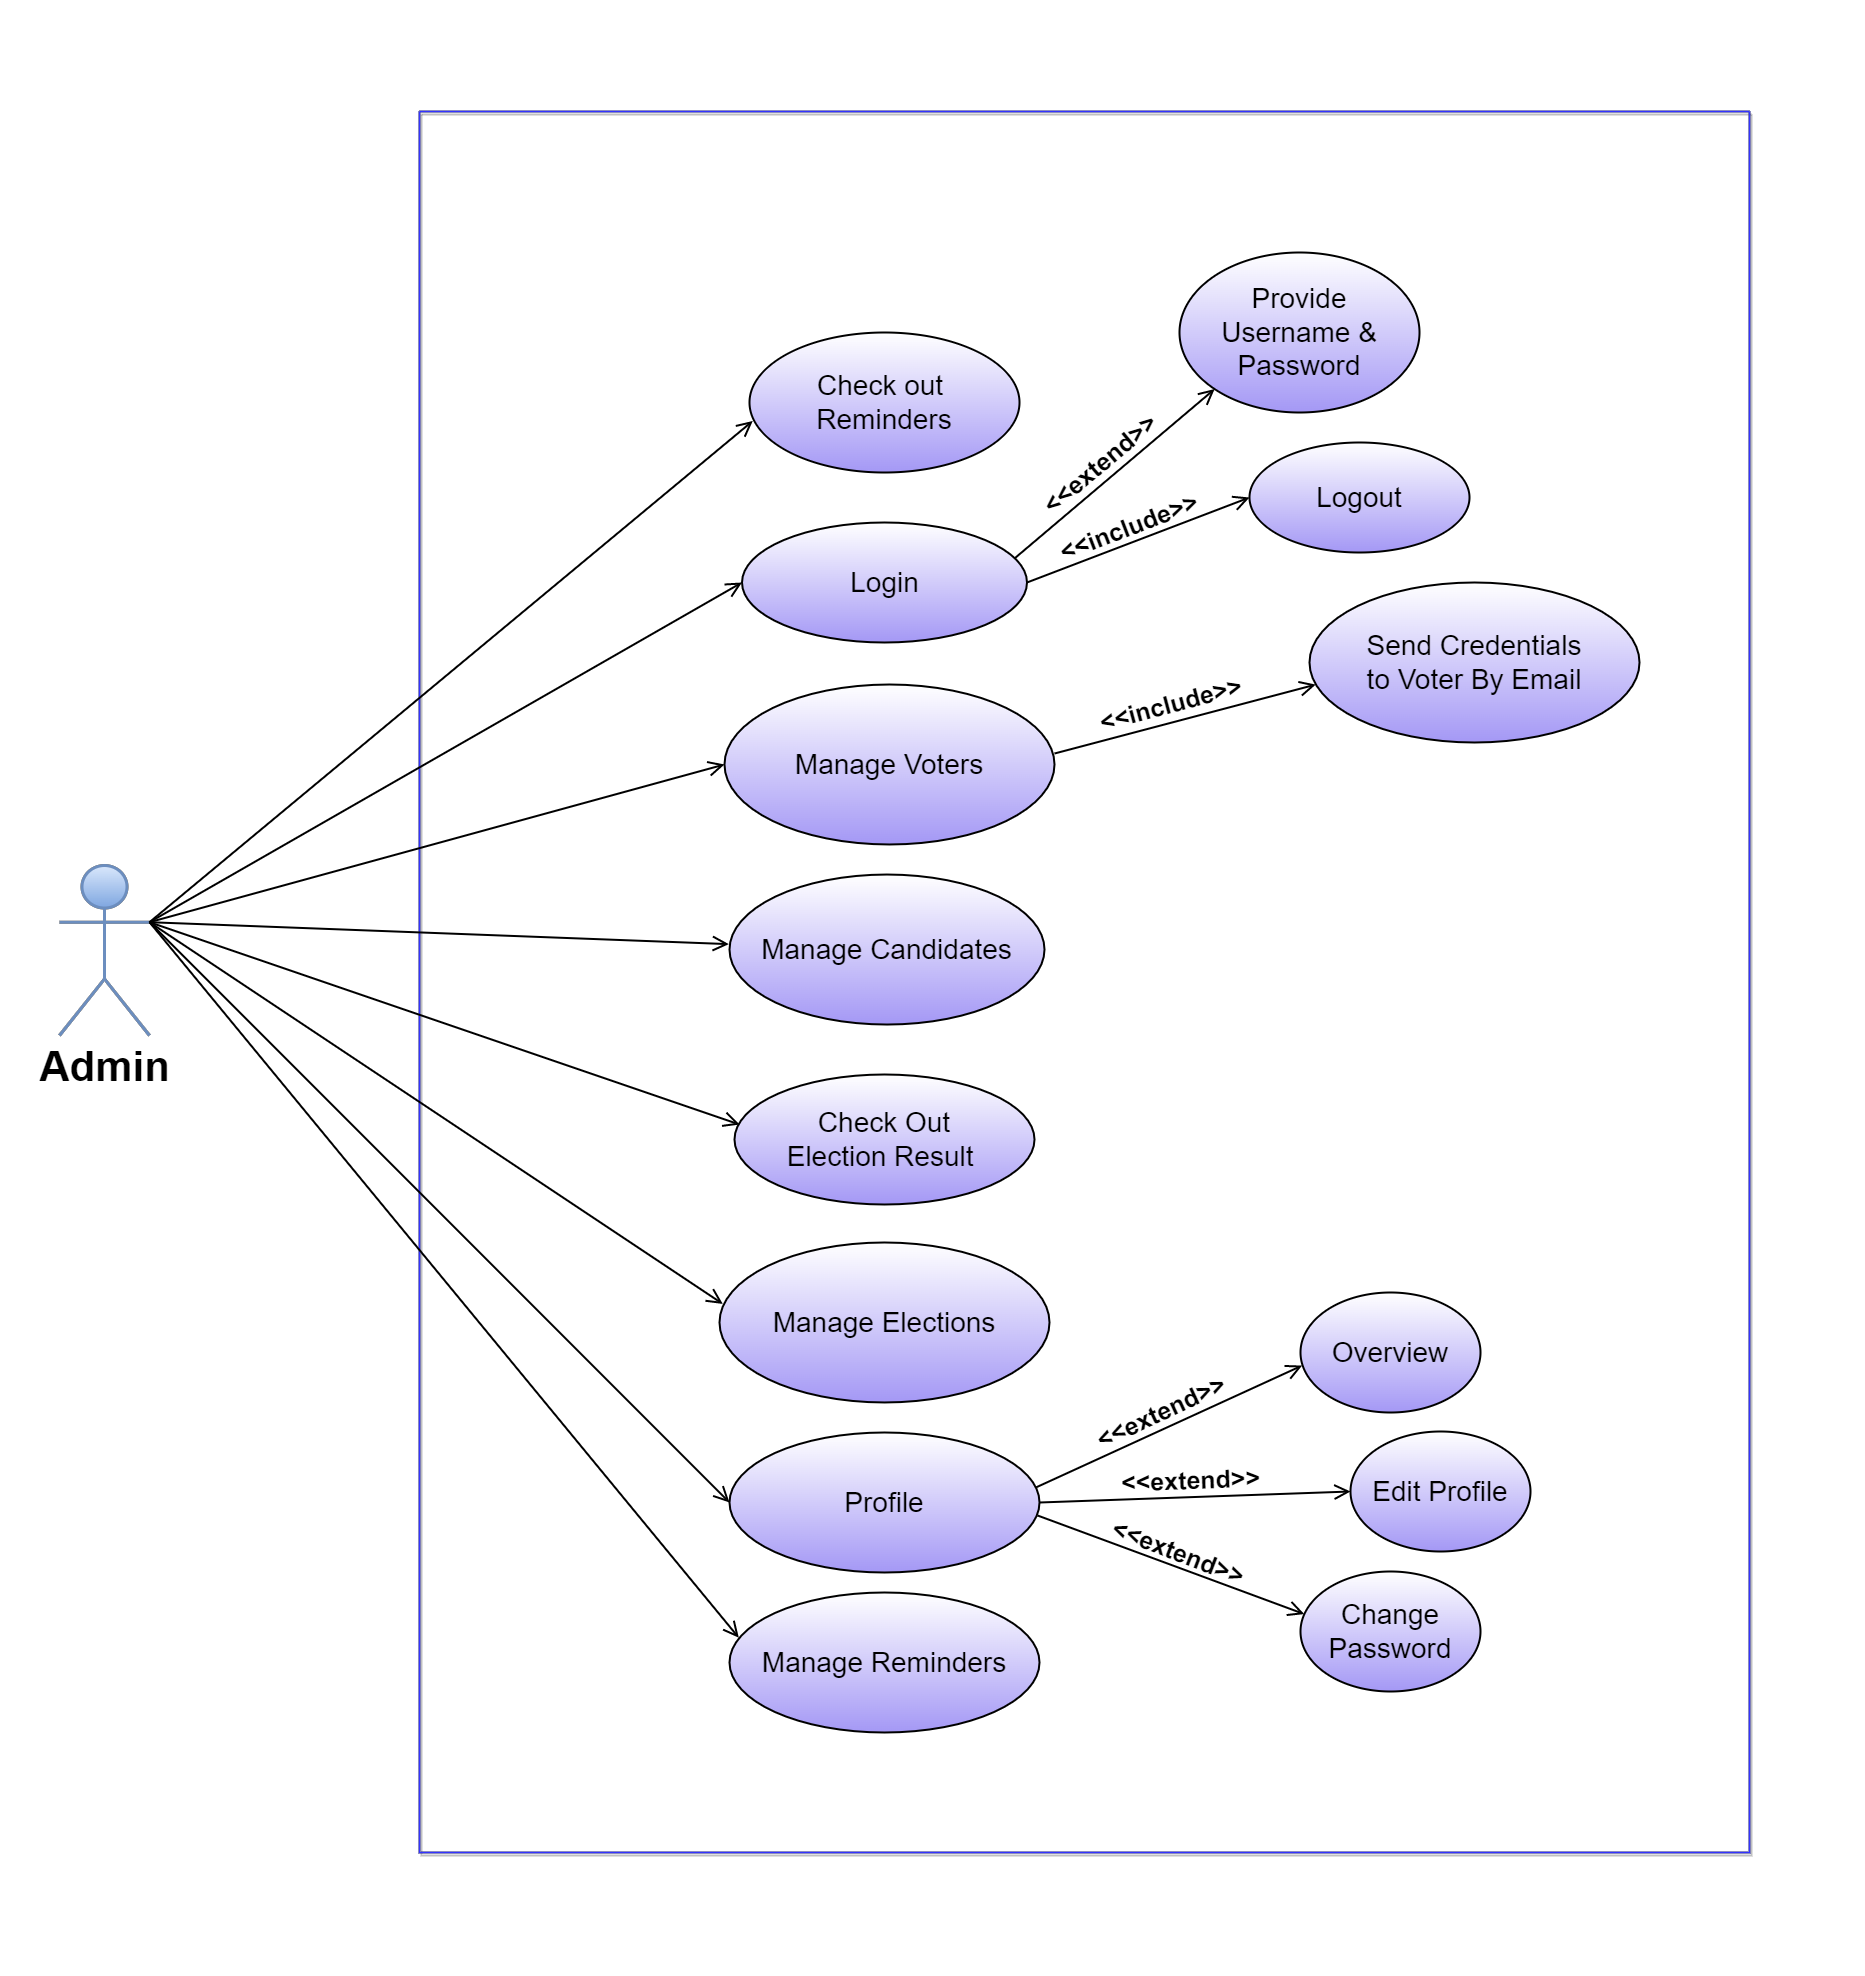 Provide
Username &
Password
Check out
Reminders
<<extend>>
Logout
<<include>>
Login
Send Credentials
to Voter By Email
<<include>>
Manage Voters
Manage Candidates
Admin
Check Out
Election Result
Manage Elections
Overview
<<extend>>
<<extend>>
Edit Profile
Profile
<<extend>>
Change
Password
Manage Reminders